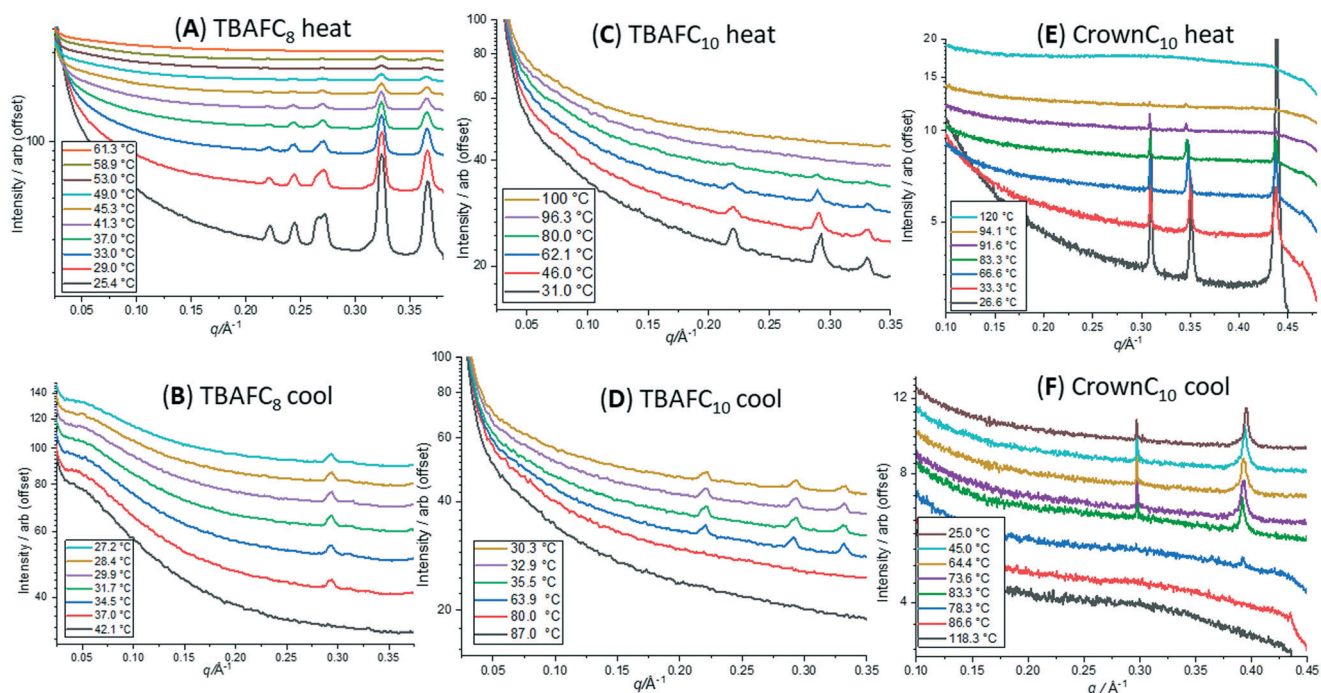 (A) TBAFC8 heat
Intensity / arb (offset)
100
61.3 °C
58.9 °C
53.0 °C
49.0 °C
45.3 °C
41.3 °C
37.0 °C
33.0 °C
29.0 °C
25.4 °C
0.05 0.10 0.15 0.20 0.25 0.30 0.35
q/Å-1
(C) TBAFC10 heat
Intensity / arb (offset)
100
80
60
40
20
100 °C
96.3 °C
80.0 °C
62.1 °C
46.0 °C
31.0 °C
0.05 0.10 0.15 0.20 0.25 0.30 0.35
q/Å-1
(E) CrownC10 heat
Intensity / arb (offset)
20
15
10
5
120 °C
94.1 °C
91.6 °C
83.3 °C
66.6 °C
33.3 °C
26.6 °C
0.10 0.15 0.20 0.25 0.30 0.35 0.40 0.45
q/Å-1
(B) TBAFC8 cool
Intensity / arb (offset)
140
120
100
80
60
40
27.2 °C
28.4 °C
29.9 °C
31.7 °C
34.5 °C
37.0 °C
42.1 °C
0.05 0.10 0.15 0.20 0.25 0.30 0.35
q/Å-1
(D) TBAFC10 cool
Intensity / arb (offset)
100
80
60
40
20
30.3 °C
32.9 °C
35.5 °C
63.9 °C
80.0 °C
87.0 °C
0.05 0.10 0.15 0.20 0.25 0.30 0.35
q/Å-1
(F) CrownC10 cool
Intensity / arb (offset)
12
8
4
25.0 °C
45.0 °C
64.4 °C
73.6 °C
83.3 °C
78.3 °C
86.6 °C
118.3 °C
0.10 0.15 0.20 0.25 0.30 0.35 0.40 0.45
q / Å-1